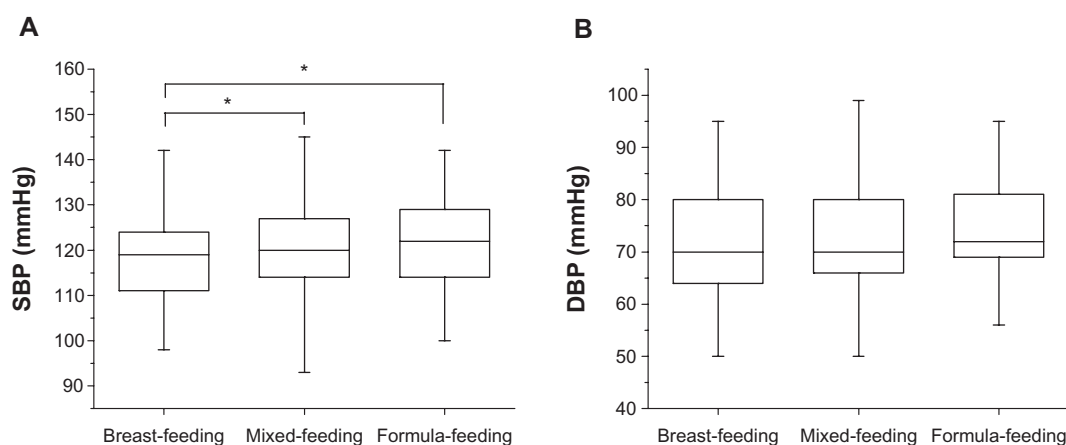 A
SBP (mmHg)
160
150
140
130
120
110
100
90
*
*
Breast-feeding Mixed-feeding Formula-feeding
B
DBP (mmHg)
100
90
80
70
60
50
40
Breast-feeding Mixed-feeding Formula-feeding